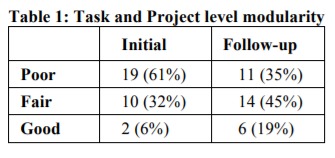 Table 1: Task and Project level modularity
Initial Follow-up
Poor 19 (61%) 11 (35%)
Fair 10 (32%) 14 (45%)
Good 2 (6%) 6 (19%)